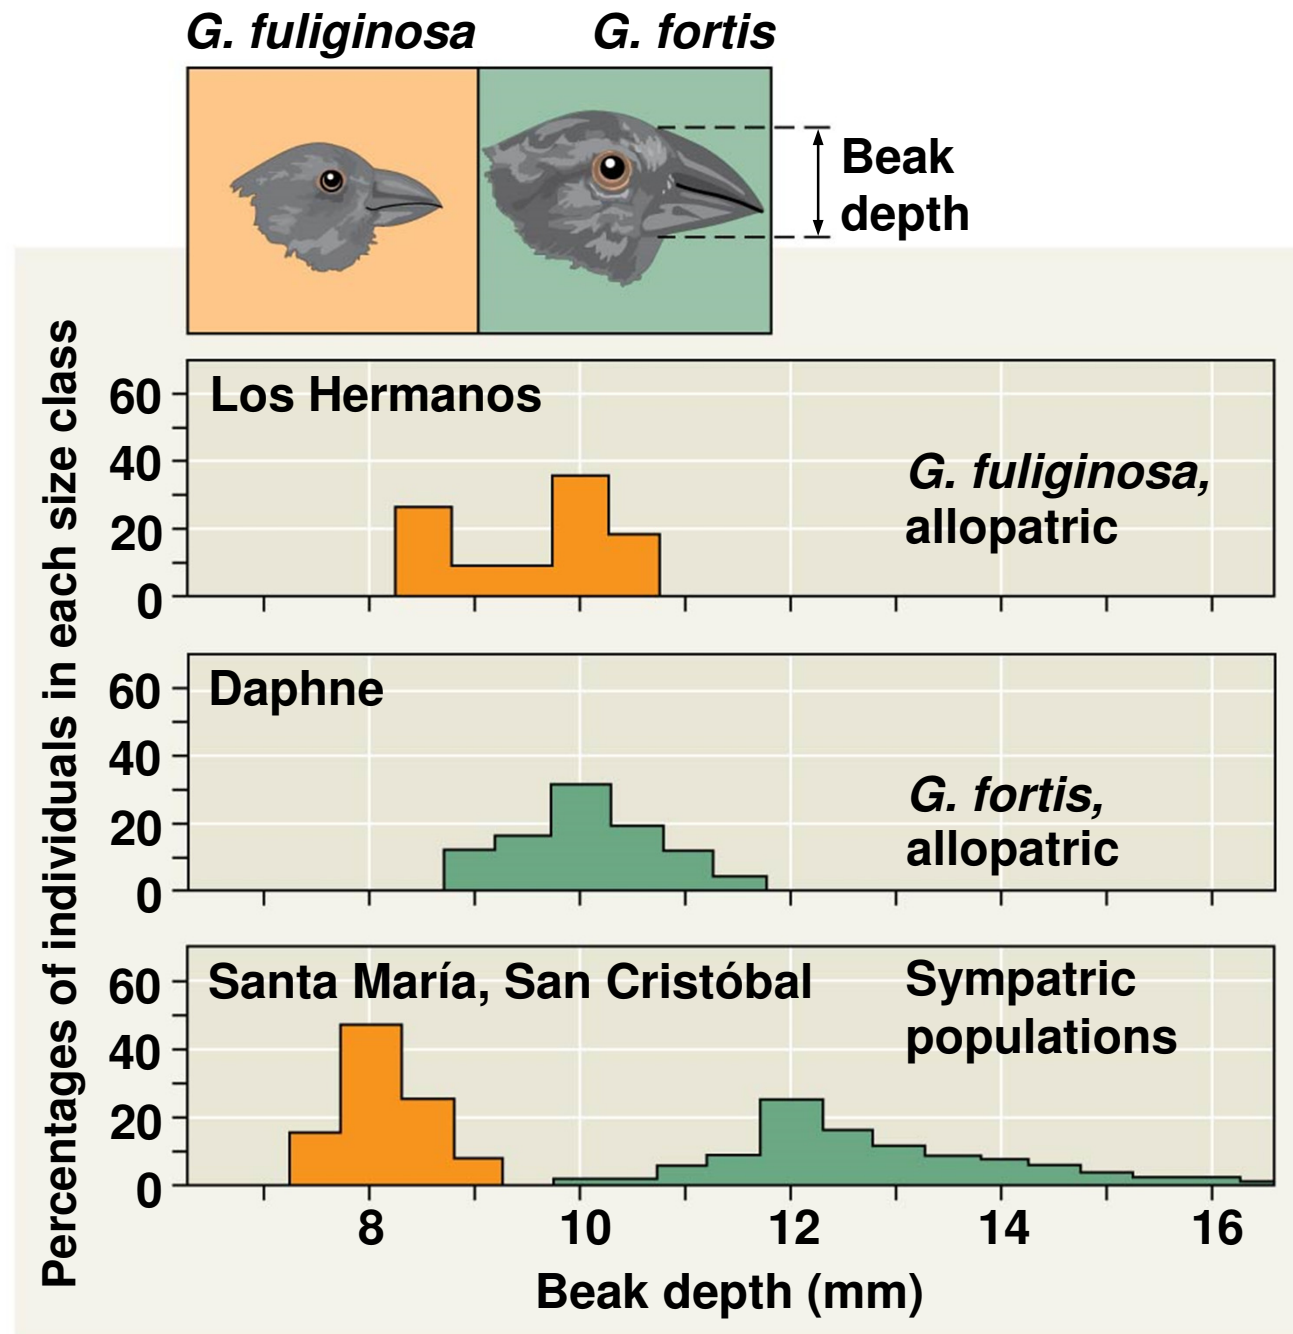 G. fuliginosa
G. fortis
Beak
depth
Percentages of individuals in each size class
Los Hermanos
60
40
20
0
G. fuliginosa,
allopatric
Daphne
60
40
20
0
G. fortis,
allopatric
Santa María, San Cristóbal
Sympatric
populations
60
40
20
0
8 10 12 14 16
Beak depth (mm)